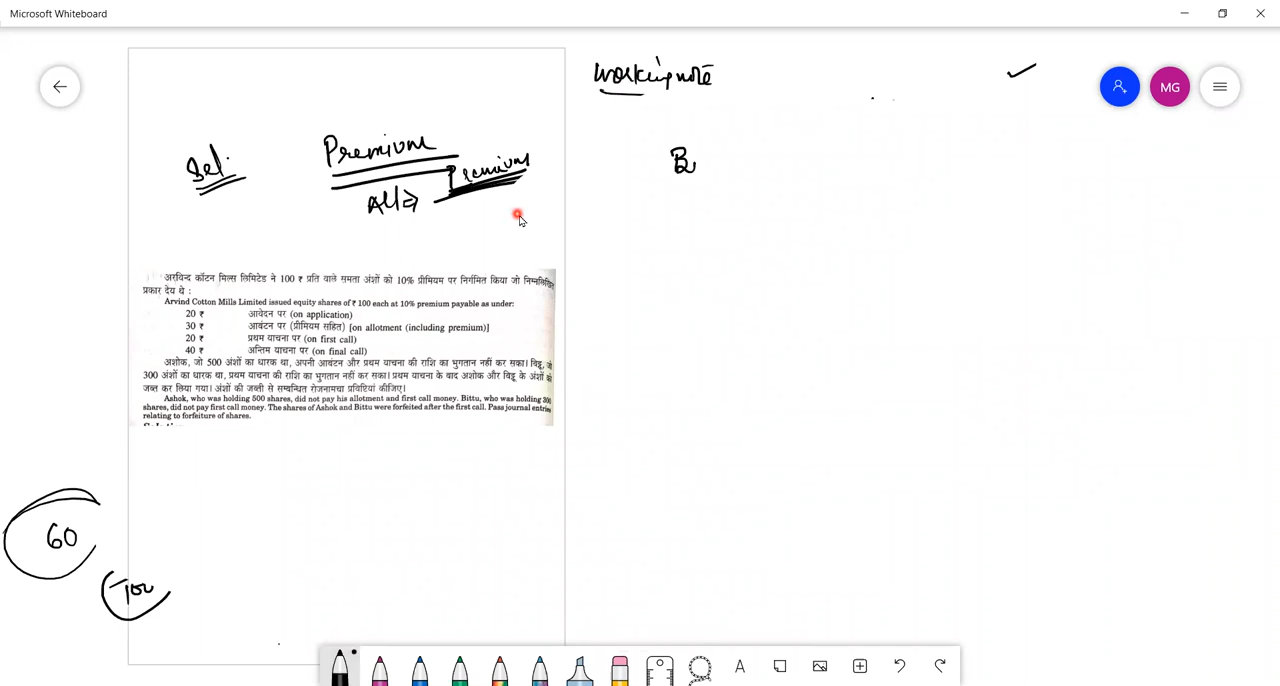 Microsoft Whiteboard
Working note
MG
Sol.
Premium
Premium
All ⇒
B
अरविन्द कॉटन मिल्स लिमिटेड ने 100 ₹ प्रति वाले समता अंशों को 10% प्रीमियम पर निर्गमित किया जो निम्नलिखित
प्रकार देय थे :
Arvind Cotton Mills Limited issued equity shares of ₹ 100 each at 10% premium payable as under:
20 ₹ आवेदन पर (on application)
30 ₹ आबंटन पर (प्रीमियम सहित) [on allotment (including premium)]
20 ₹ प्रथम याचना पर (on first call)
40 ₹ अन्तिम याचना पर (on final call)
अशोक, जो 500 अंशों का धारक था, अपनी आबंटन और प्रथम याचना की राशि का भुगतान नहीं कर सका। बिट्टू, जो
300 अंशों का धारक था, प्रथम याचना की राशि का भुगतान नहीं कर सका। प्रथम याचना के बाद अशोक और बिट्टू के अंशों को
जब्त कर लिया गया। अंशों की जब्ती से सम्बन्धित रोजनामचा प्रविष्टियां कीजिए।
Ashok, who was holding 500 shares, did not pay his allotment and first call money. Bittu, who was holding 300
shares, did not pay first call money. The shares of Ashok and Bittu were forfeited after the first call. Pass journal entries
relating to forfeiture of shares.
60
100
A